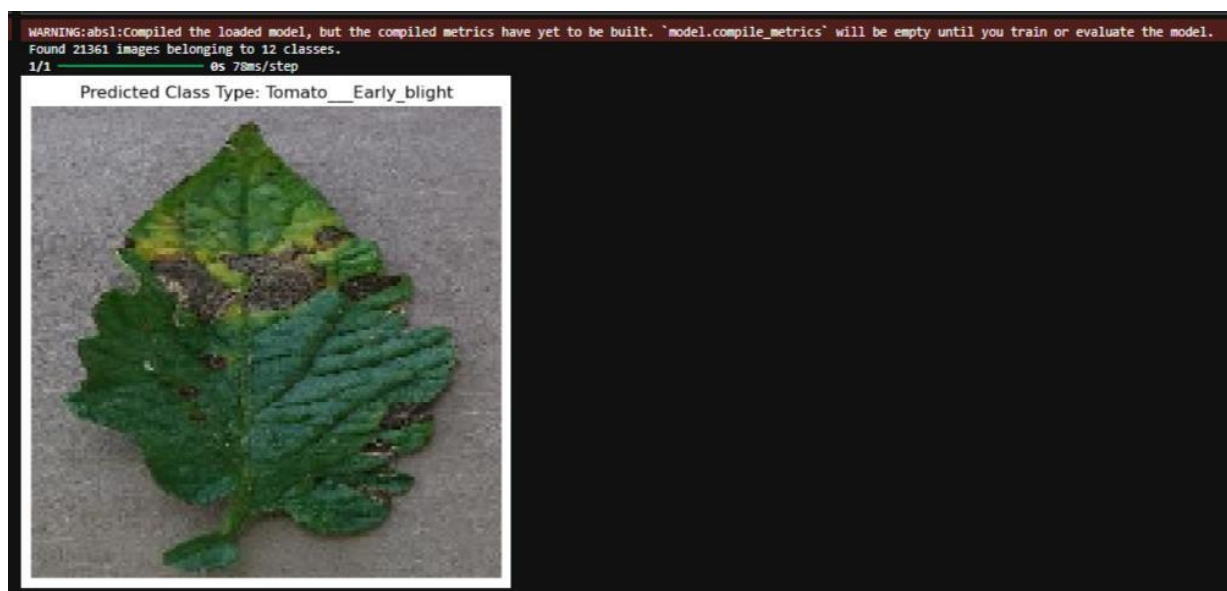 WARNING:absl:Compiled the loaded model, but the compiled metrics have yet to be built. `model.compile_metrics` will be empty until you train or evaluate the model.
Found 21361 images belonging to 12 classes.
1/1 ━━━━━━━━━━━━━━━━━━━━ 0s 78ms/step
Predicted Class Type: Tomato___Early_blight